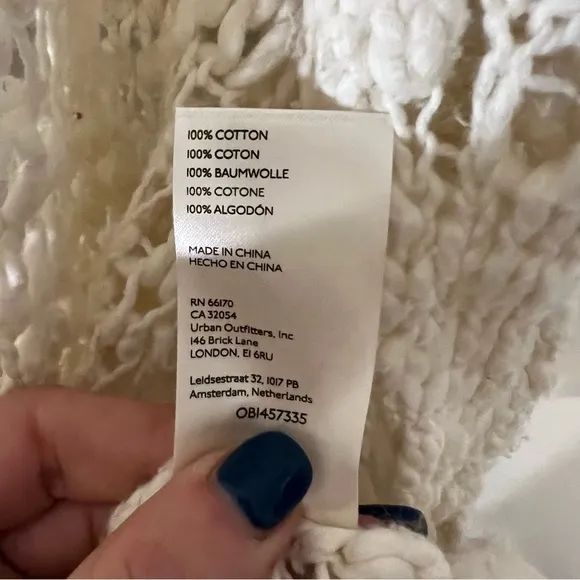 100% COTTON
100% COTON
100% BAUMWOLLE
100% COTONE
100% ALGODÓN
MADE IN CHINA
HECHO EN CHINA
RN 66170
CA 32054
Urban Outfitters, Inc
146 Brick Lane
LONDON, E1 6RU
Leidsestraat 32, 1017 PB
Amsterdam, Netherlands
OB1457335